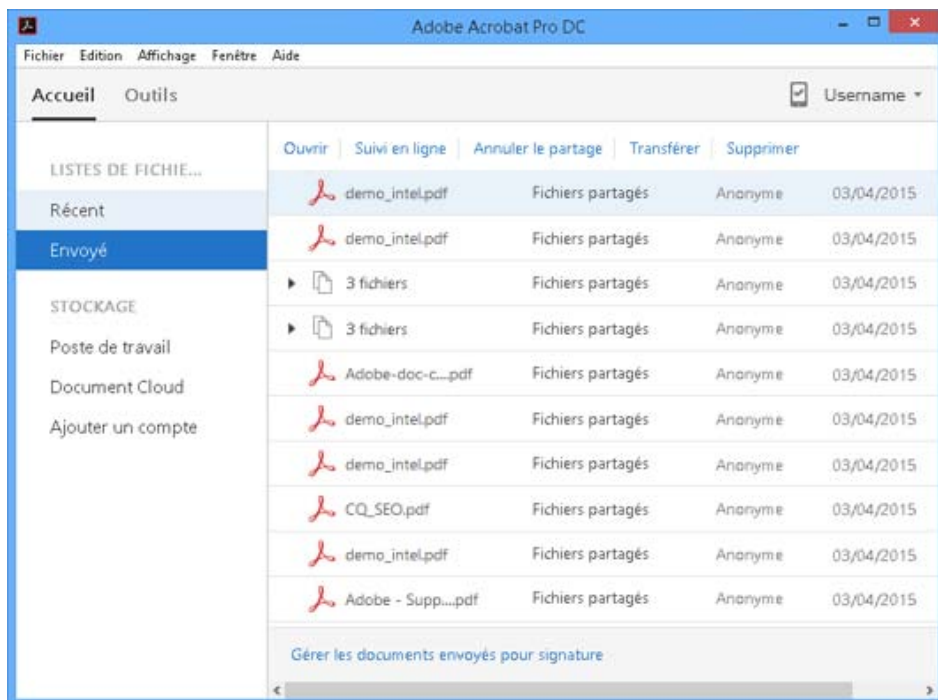 Adobe Acrobat Pro DC
Fichier Edition Affichage Fenêtre Aide
Accueil Outils Username
LISTES DE FICHIE...
Récent
Envoyé
STOCKAGE
Poste de travail
Document Cloud
Ajouter un compte
Ouvrir Suivi en ligne Annuler le partage Transférer Supprimer
demo_intel.pdf Fichiers partagés Anonyme 03/04/2015
demo_intel.pdf Fichiers partagés Anonyme 03/04/2015
3 fichiers Fichiers partagés Anonyme 03/04/2015
3 fichiers Fichiers partagés Anonyme 03/04/2015
Adobe-doc-c....pdf Fichiers partagés Anonyme 03/04/2015
demo_intel.pdf Fichiers partagés Anonyme 03/04/2015
demo_intel.pdf Fichiers partagés Anonyme 03/04/2015
CQ_SEO.pdf Fichiers partagés Anonyme 03/04/2015
demo_intel.pdf Fichiers partagés Anonyme 03/04/2015
Adobe - Supp....pdf Fichiers partagés Anonyme 03/04/2015
Gérer les documents envoyés pour signature